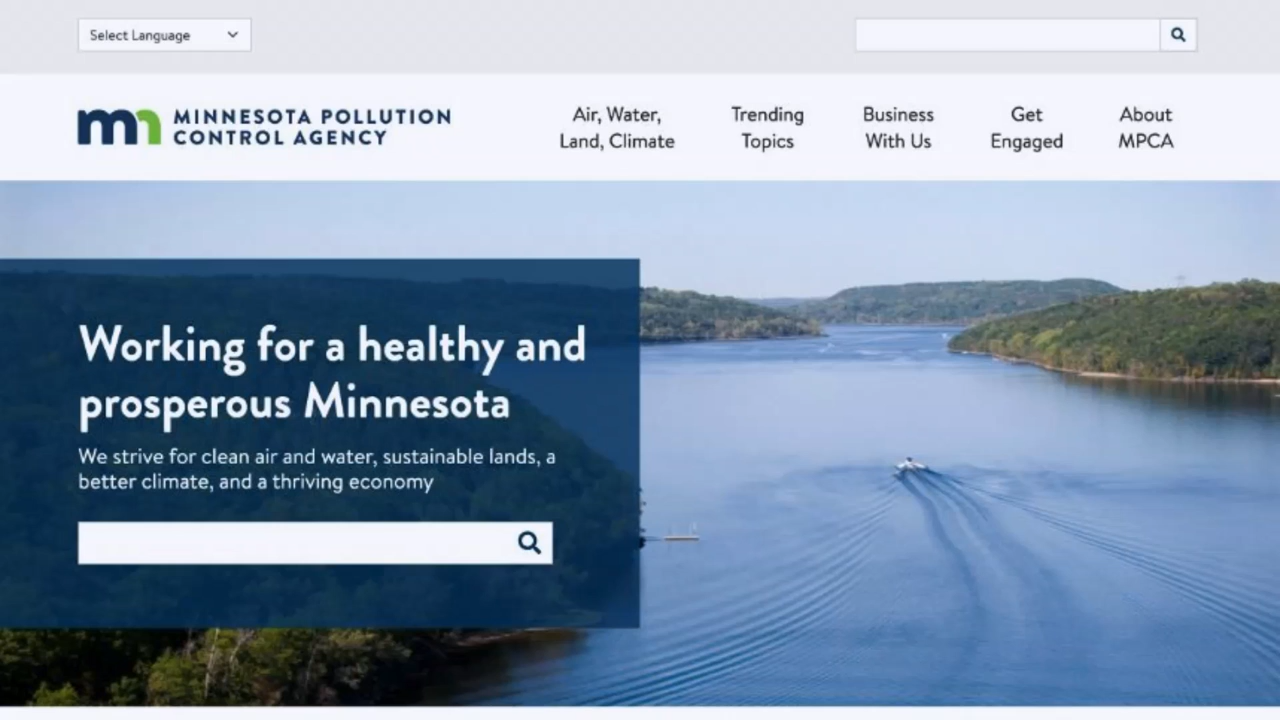 Select Language
mn MINNESOTA POLLUTION
CONTROL AGENCY
Air, Water,
Land, Climate
Trending
Topics
Business
With Us
Get
Engaged
About
MPCA
Working for a healthy and
prosperous Minnesota
We strive for clean air and water, sustainable lands, a
better climate, and a thriving economy